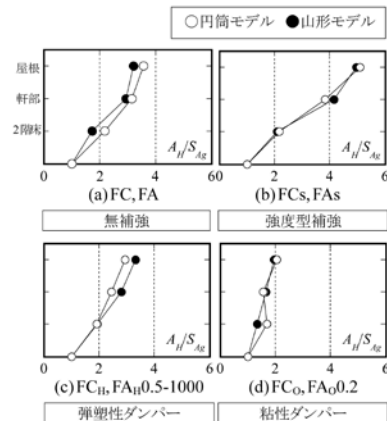 ○円筒モデル ●山形モデル
屋根
軒部
2階床
A_H/S_Ag A_H/S_Ag
0 2 4 6 0 2 4 6
(a) FC, FA (b) FCs, FAs
無補強 強度型補強
A_H/S_Ag A_H/S_Ag
0 2 4 6 0 2 4 6
(c) FC_H, FA_H0.5-1000 (d) FC_O, FA_O0.2
弾塑性ダンパー 粘性ダンパー